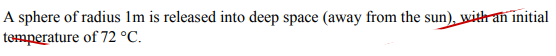 A sphere of radius 1m is released into deep space (away from the sun), with an initial
temperature of 72 °C.